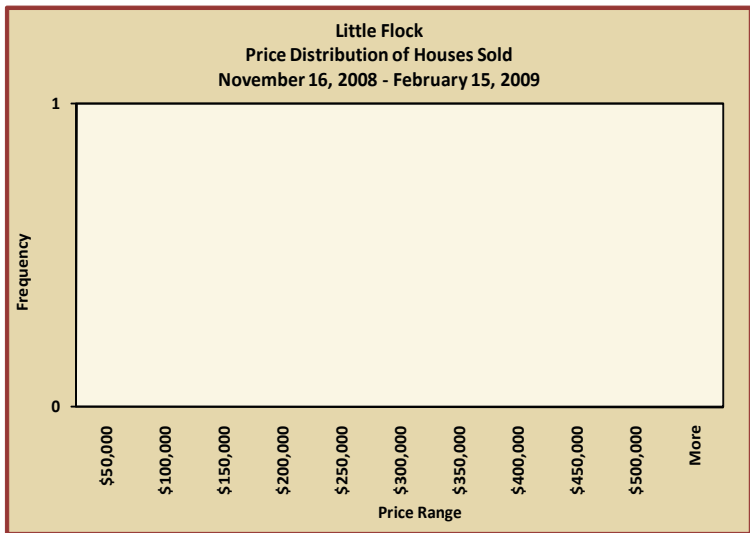 Little Flock
Price Distribution of Houses Sold
November 16, 2008 - February 15, 2009
1
Frequency
0
$50,000
$100,000
$150,000
$200,000
$250,000
$300,000
$350,000
$400,000
$450,000
$500,000
More
Price Range